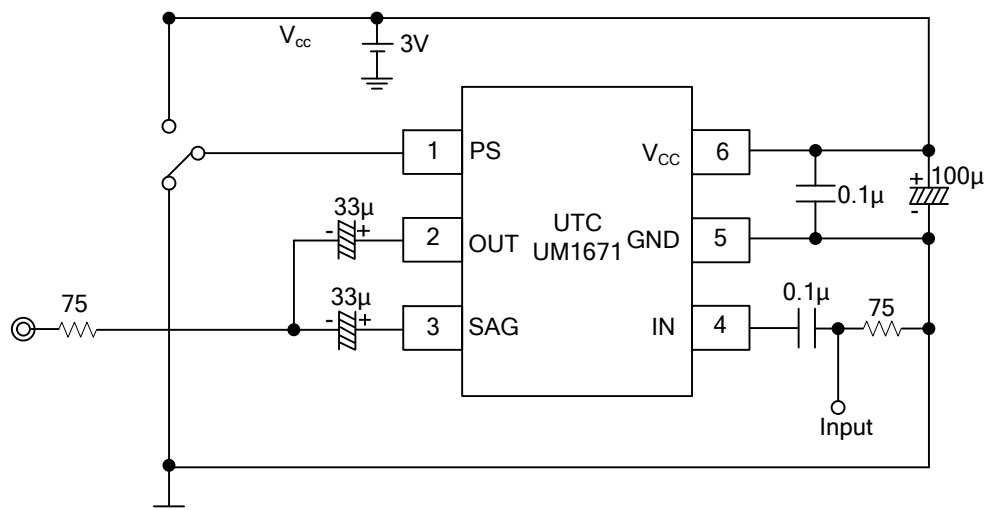 Vcc
3V
1
PS
Vcc
6
+
100µ
0.1µ
-
33µ
-
+
2
OUT
UTC
UM1671
GND
5
75
33µ
-
+
3
SAG
IN
4
0.1µ
75
Input